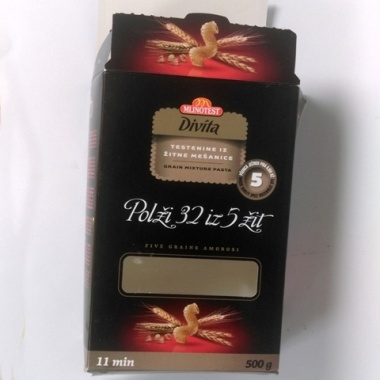 MLINOTEST
Divita
TESTENINE IZ
ŽITNE MEŠANICE
GRAIN MIXTURE PASTA
5
Polži 32 iz 5 žit
FIVE GRAINS AMBROSI
11 min
500 g